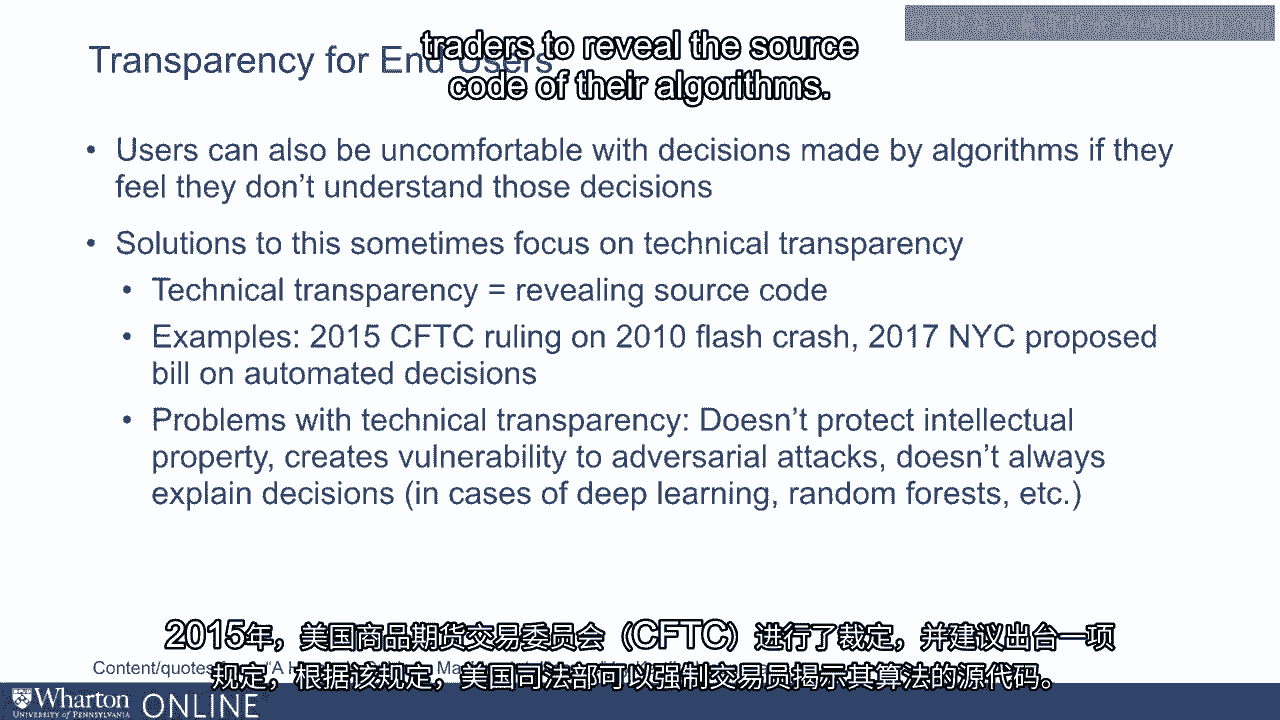 traders to reveal the source
code of their algorithms.
Transparency for End Users
• Users can also be uncomfortable with decisions made by algorithms if they
feel they don’t understand those decisions
• Solutions to this sometimes focus on technical transparency
• Technical transparency = revealing source code
• Examples: 2015 CFTC ruling on 2010 flash crash, 2017 NYC proposed
bill on automated decisions
• Problems with technical transparency: Doesn’t protect intellectual
property, creates vulnerability to adversarial attacks, doesn’t always
explain decisions (in cases of deep learning, random forests, etc.)
2015年，美国商品期货交易委员会（CFTC）进行了裁定，并建议出台一项
规定，根据该规定，美国司法部可以强制交易员揭示其算法的源代码。
Content/quotes
Wharton
UNIVERSITY of PENNSYLVANIA
ONLINE